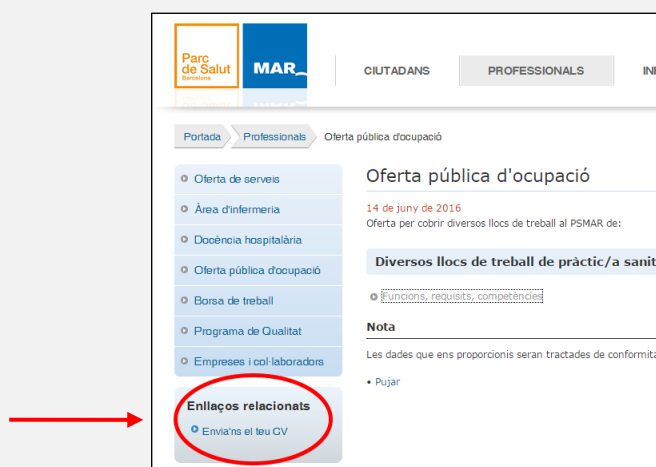 Parc
de Salut
Barcelona
MAR
CIUTADANS
PROFESSIONALS
Portada
Professionals
Oferta pública d'ocupació
Oferta de serveis
Àrea d'infermeria
Docència hospitalària
Oferta pública d'ocupació
Borsa de treball
Programa de Qualitat
Empreses i col·laboradors
Enllaços relacionats
Envia'ns el teu CV
Oferta pública d'ocupació
14 de juny de 2016
Oferta per cobrir diversos llocs de treball al PSMAR de:
Diversos llocs de treball de pràctic/a sanit
Funcions, requisits, competències
Nota
Les dades que ens proporcionis seran tractades de conformita
• Pujar